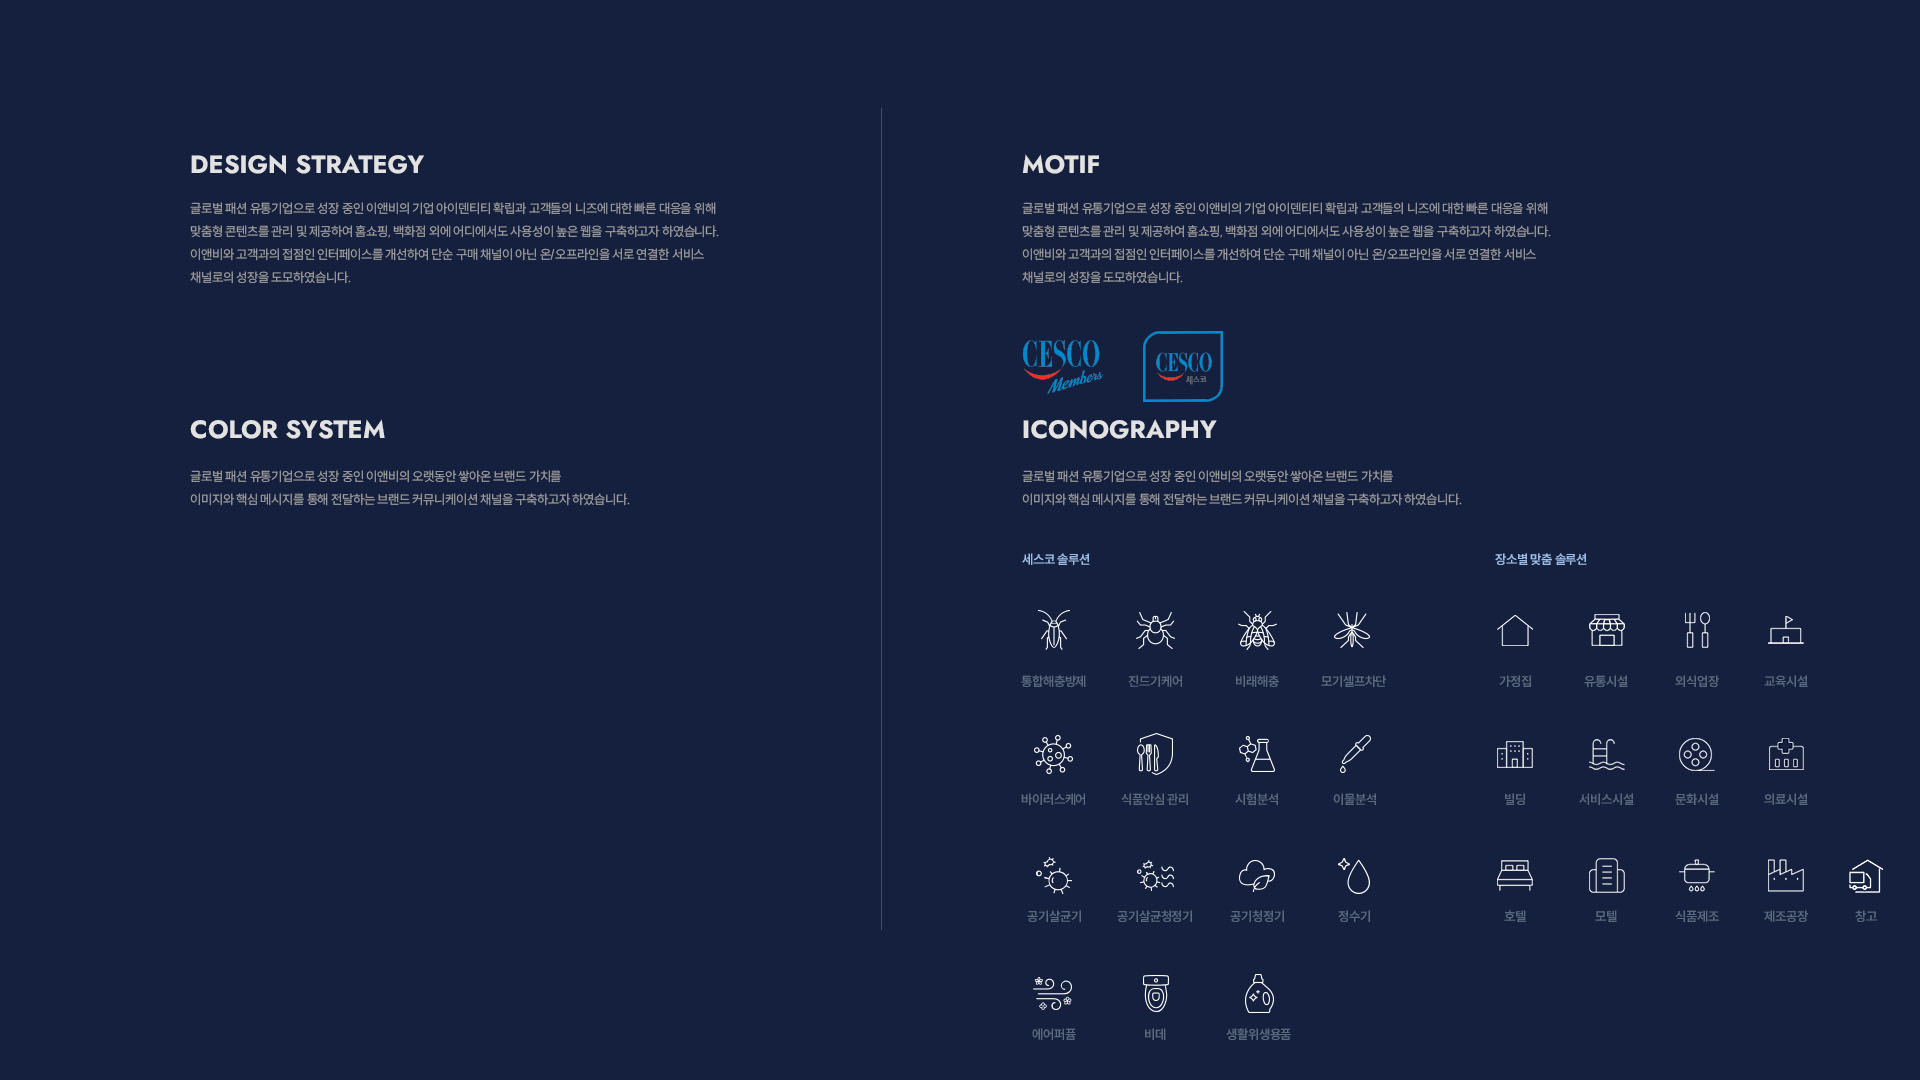 DESIGN STRATEGY
글로벌 패션 유통기업으로 성장 중인 이앤비의 기업 아이덴티티 확립과 고객들의 니즈에 대한 빠른 대응을 위해
맞춤형 콘텐츠를 관리 및 제공하여 홈쇼핑, 백화점 외에 어디에서도 사용성이 높은 웹을 구축하고자 하였습니다.
이앤비와 고객과의 접점인 인터페이스를 개선하여 단순 구매 채널이 아닌 온/오프라인을 서로 연결한 서비스
채널로의 성장을 도모하였습니다.
COLOR SYSTEM
글로벌 패션 유통기업으로 성장 중인 이앤비의 오랫동안 쌓아온 브랜드 가치를
이미지와 핵심 메시지를 통해 전달하는 브랜드 커뮤니케이션 채널을 구축하고자 하였습니다.
MOTIF
글로벌 패션 유통기업으로 성장 중인 이앤비의 기업 아이덴티티 확립과 고객들의 니즈에 대한 빠른 대응을 위해
맞춤형 콘텐츠를 관리 및 제공하여 홈쇼핑, 백화점 외에 어디에서도 사용성이 높은 웹을 구축하고자 하였습니다.
이앤비와 고객과의 접점인 인터페이스를 개선하여 단순 구매 채널이 아닌 온/오프라인을 서로 연결한 서비스
채널로의 성장을 도모하였습니다.
CESCO
Members
CESCO
세스코
ICONOGRAPHY
글로벌 패션 유통기업으로 성장 중인 이앤비의 오랫동안 쌓아온 브랜드 가치를
이미지와 핵심 메시지를 통해 전달하는 브랜드 커뮤니케이션 채널을 구축하고자 하였습니다.
세스코 솔루션
통합해충방제 진드기케어 비래해충 모기셀프차단
바이러스케어 식품안심 관리 시험분석 이물분석
공기살균기 공기살균청정기 공기청정기 정수기
에어퍼퓸 비데 생활위생용품
장소별 맞춤 솔루션
가정집 유통시설 외식업장 교육시설
빌딩 서비스시설 문화시설 의료시설
호텔 모텔 식품제조 제조공장 창고